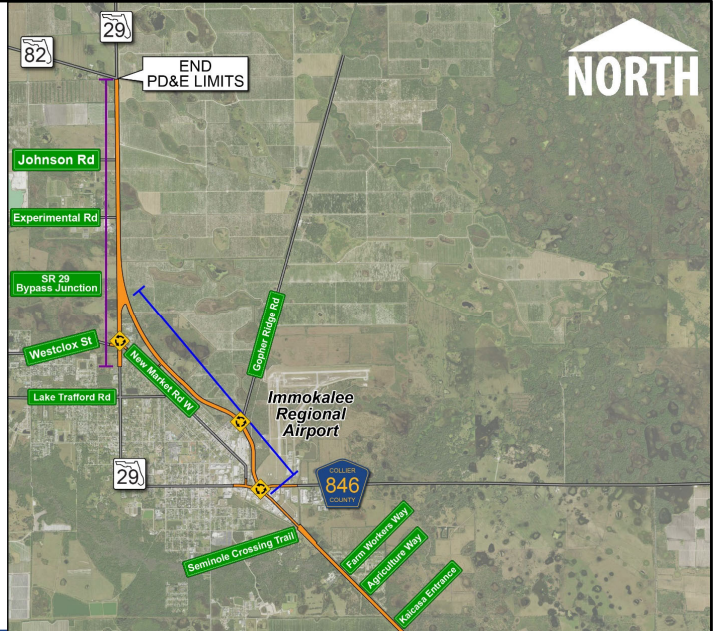 29
82
END
PD&E LIMITS
NORTH
Johnson Rd
Experimental Rd
SR 29
Bypass Junction
Westclox St
New Market Rd W
Gopher Ridge Rd
Lake Trafford Rd
Immokalee
Regional
Airport
29
COLLIER
846
COUNTY
Seminole Crossing Trail
Farm Workers Way
Agriculture Way
Kaicasa Entrance